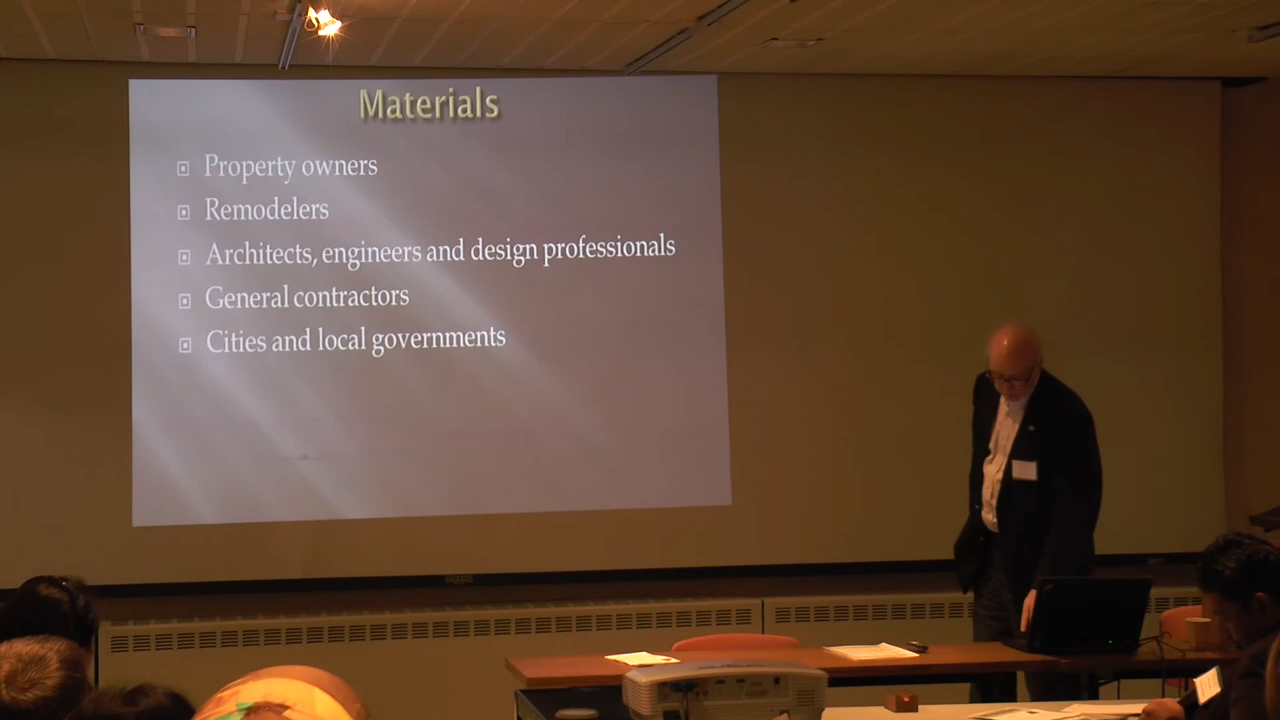 Materials
Property owners
Remodelers
Architects, engineers and design professionals
General contractors
Cities and local governments